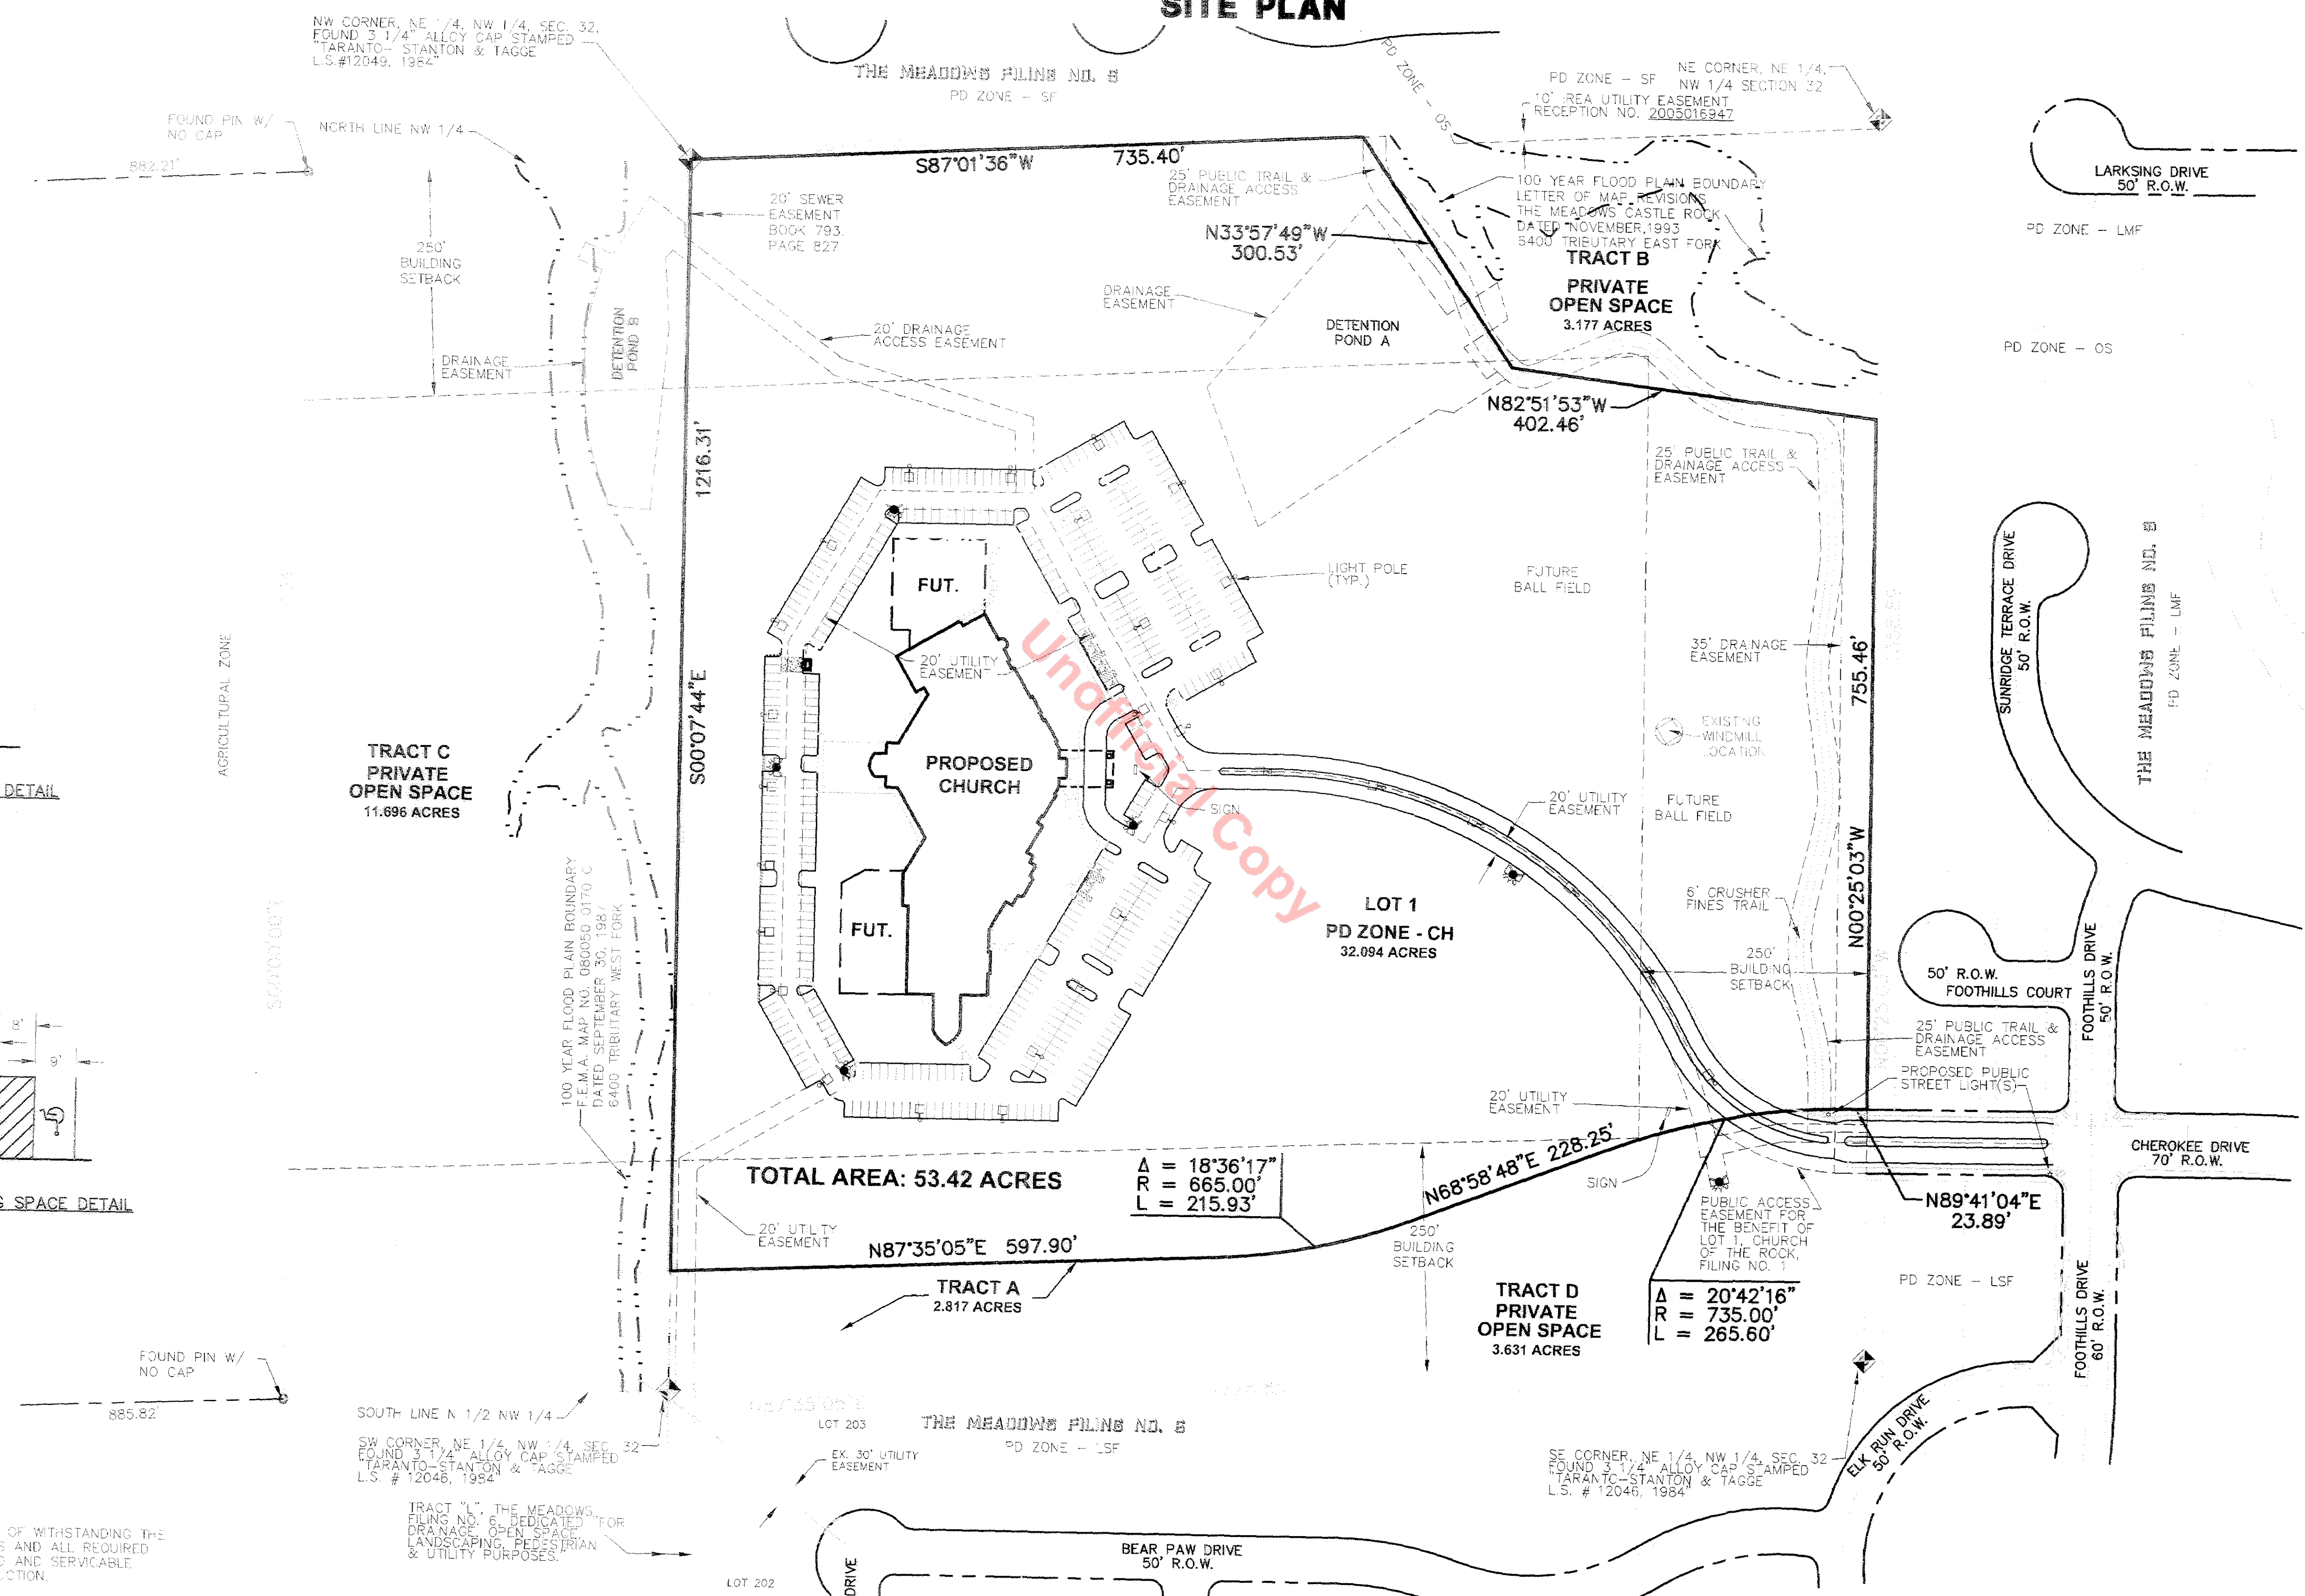 SITE PLAN
NW CORNER, NE 1/4, NW 1/4, SEC. 32,
FOUND 3 1/4" ALLOY CAP STAMPED
"TARANTO- STANTON & TAGGE
L.S.#12049, 1984"
THE MEADOWS FILING NO. 6
PD ZONE - SF
PD ZONE - OS
PD ZONE - SF
NE CORNER, NE 1/4,
NW 1/4 SECTION 32
10' REA UTILITY EASEMENT
RECEPTION NO. 2005016947
FOUND PIN W/
NO CAP
NORTH LINE NW 1/4
882.21'
S87°01'36"W 735.40'
LARKSING DRIVE
50' R.O.W.
PD ZONE - LMF
25' PUBLIC TRAIL &
DRAINAGE ACCESS
EASEMENT
100 YEAR FLOOD PLAIN BOUNDARY
LETTER OF MAP REVISIONS
THE MEADOWS CASTLE ROCK
DATED NOVEMBER,1993
5400 TRIBUTARY EAST FORK
20' SEWER
EASEMENT
BOOK 793.
PAGE 827
250'
BUILDING
SETBACK
N33°57'49"W
300.53'
TRACT B
PRIVATE
OPEN SPACE
3.177 ACRES
DRAINAGE
EASEMENT
DETENTION
POND A
20' DRAINAGE
ACCESS EASEMENT
DETENTION
POND B
DRAINAGE
EASEMENT
PD ZONE - OS
N82°51'53"W
402.46'
1216.31'
S00°07'44"E
25' PUBLIC TRAIL &
DRAINAGE ACCESS
EASEMENT
LIGHT POLE
(TYP.)
FUTURE
BALL FIELD
FUT.
20' UTILITY
EASEMENT
35' DRAINAGE
EASEMENT
755.46'
N00°25'03"W
SUNRIDGE TERRACE DRIVE
50' R.O.W.
THE MEADOWS FILING NO. 8
PD ZONE - LMF
AGRICULTURAL ZONE
TRACT C
PRIVATE
OPEN SPACE
11.696 ACRES
DETAIL
PROPOSED
CHURCH
EXISTING
WINDMILL
LOCATION
SIGN
20' UTILITY
EASEMENT
FUTURE
BALL FIELD
Unofficial Copy
100 YEAR FLOOD PLAIN BOUNDARY
F.E.M.A. MAP NO. 080050 0170 C
DATED SEPTEMBER 30, 1987
6400 TRIBUTARY WEST FORK
FUT.
LOT 1
PD ZONE - CH
32.094 ACRES
6' CRUSHER
FINES TRAIL
250'
BUILDING
SETBACK
50' R.O.W.
FOOTHILLS COURT
FOOTHILLS DRIVE
50' R.O.W.
8'
9'
25' PUBLIC TRAIL &
DRAINAGE ACCESS
EASEMENT
PROPOSED PUBLIC
STREET LIGHT(S)
20' UTILITY
EASEMENT
CHEROKEE DRIVE
70' R.O.W.
SPACE DETAIL
TOTAL AREA: 53.42 ACRES
Δ = 18°36'17"
R = 665.00'
L = 215.93'
N68°58'48"E 228.25'
SIGN
PUBLIC ACCESS
EASEMENT FOR
THE BENEFIT OF
LOT 1, CHURCH
OF THE ROCK,
FILING NO. 1
N89°41'04"E
23.89'
20' UTILITY
EASEMENT
N87°35'05"E 597.90'
250'
BUILDING
SETBACK
TRACT A
2.817 ACRES
TRACT D
PRIVATE
OPEN SPACE
3.631 ACRES
Δ = 20°42'16"
R = 735.00'
L = 265.60'
PD ZONE - LSF
FOOTHILLS DRIVE
60' R.O.W.
FOUND PIN W/
NO CAP
885.82'
SOUTH LINE N 1/2 NW 1/4
SW CORNER, NE 1/4, NW 1/4, SEC. 32
FOUND 3 1/4" ALLOY CAP STAMPED
"TARANTO-STANTON & TAGGE
L.S. # 12046, 1984"
LOT 203
THE MEADOWS FILING NO. 6
PD ZONE - LSF
EX. 30' UTILITY
EASEMENT
SE CORNER, NE 1/4, NW 1/4, SEC. 32
FOUND 3 1/4" ALLOY CAP STAMPED
"TARANTO-STANTON & TAGGE
L.S. # 12046, 1984"
ELK RUN DRIVE
50' R.O.W.
TRACT "L", THE MEADOWS
FILING NO. 6, DEDICATED "FOR
DRAINAGE, OPEN SPACE,
LANDSCAPING, PEDESTRIAN
& UTILITY PURPOSES."
OF WITHSTANDING THE
AND ALL REQUIRED
AND SERVICABLE
LOT 202
DRIVE
BEAR PAW DRIVE
50' R.O.W.